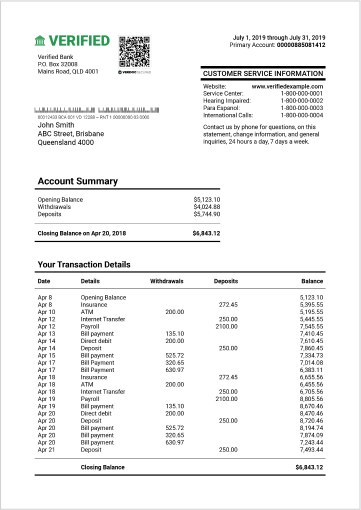 VERIFIED
Verified Bank
P.O. Box 32008
Mains Road, QLD 4001
July 1, 2019 through July 31, 2019
Primary Account: 00000885081412
CUSTOMER SERVICE INFORMATION
Website: www.verifiedexample.com
Service Center: 1-800-000-0001
Hearing Impaired: 1-800-000-0002
Para Espanol: 1-800-000-0003
International Calls: 1-800-000-0004
Contact us by phone for questions, on this
statement, change information, and general
inquiries, 24 hours a day, 7 days a week.
John Smith
ABC Street, Brisbane
Queensland 4000
Account Summary
Opening Balance $5,123.10
Withdrawals $4,024.88
Deposits $5,744.90
Closing Balance on Apr 20, 2018 $6,843.12
Your Transaction Details
Date Details Withdrawals Deposits Balance
Apr 8 Opening Balance 5,123.10
Apr 8 Insurance 272.45 5,395.55
Apr 10 ATM 200.00 5,195.55
Apr 12 Internet Transfer 250.00 5,445.55
Apr 12 Payroll 2100.00 7,545.55
Apr 13 Bill payment 135.10 7,410.45
Apr 14 Direct debit 200.00 7,610.45
Apr 14 Deposit 250.00 7,860.45
Apr 15 Bill payment 525.72 7,334.73
Apr 17 Bill Payment 320.65 7,014.08
Apr 17 Bill Payment 630.97 6,383.11
Apr 18 Insurance 272.45 6,655.56
Apr 18 ATM 200.00 6,455.56
Apr 18 Internet Transfer 250.00 6,705.56
Apr 19 Payroll 2100.00 8,805.56
Apr 19 Bill payment 135.10 8,670.46
Apr 20 Direct debit 200.00 8,470.46
Apr 20 Deposit 250.00 8,720.46
Apr 20 Bill payment 525.72 8,194.74
Apr 20 Bill payment 320.65 7,874.09
Apr 20 Bill payment 630.97 7,243.44
Apr 21 Deposit 250.00 7,493.44
Closing Balance $6,843.12